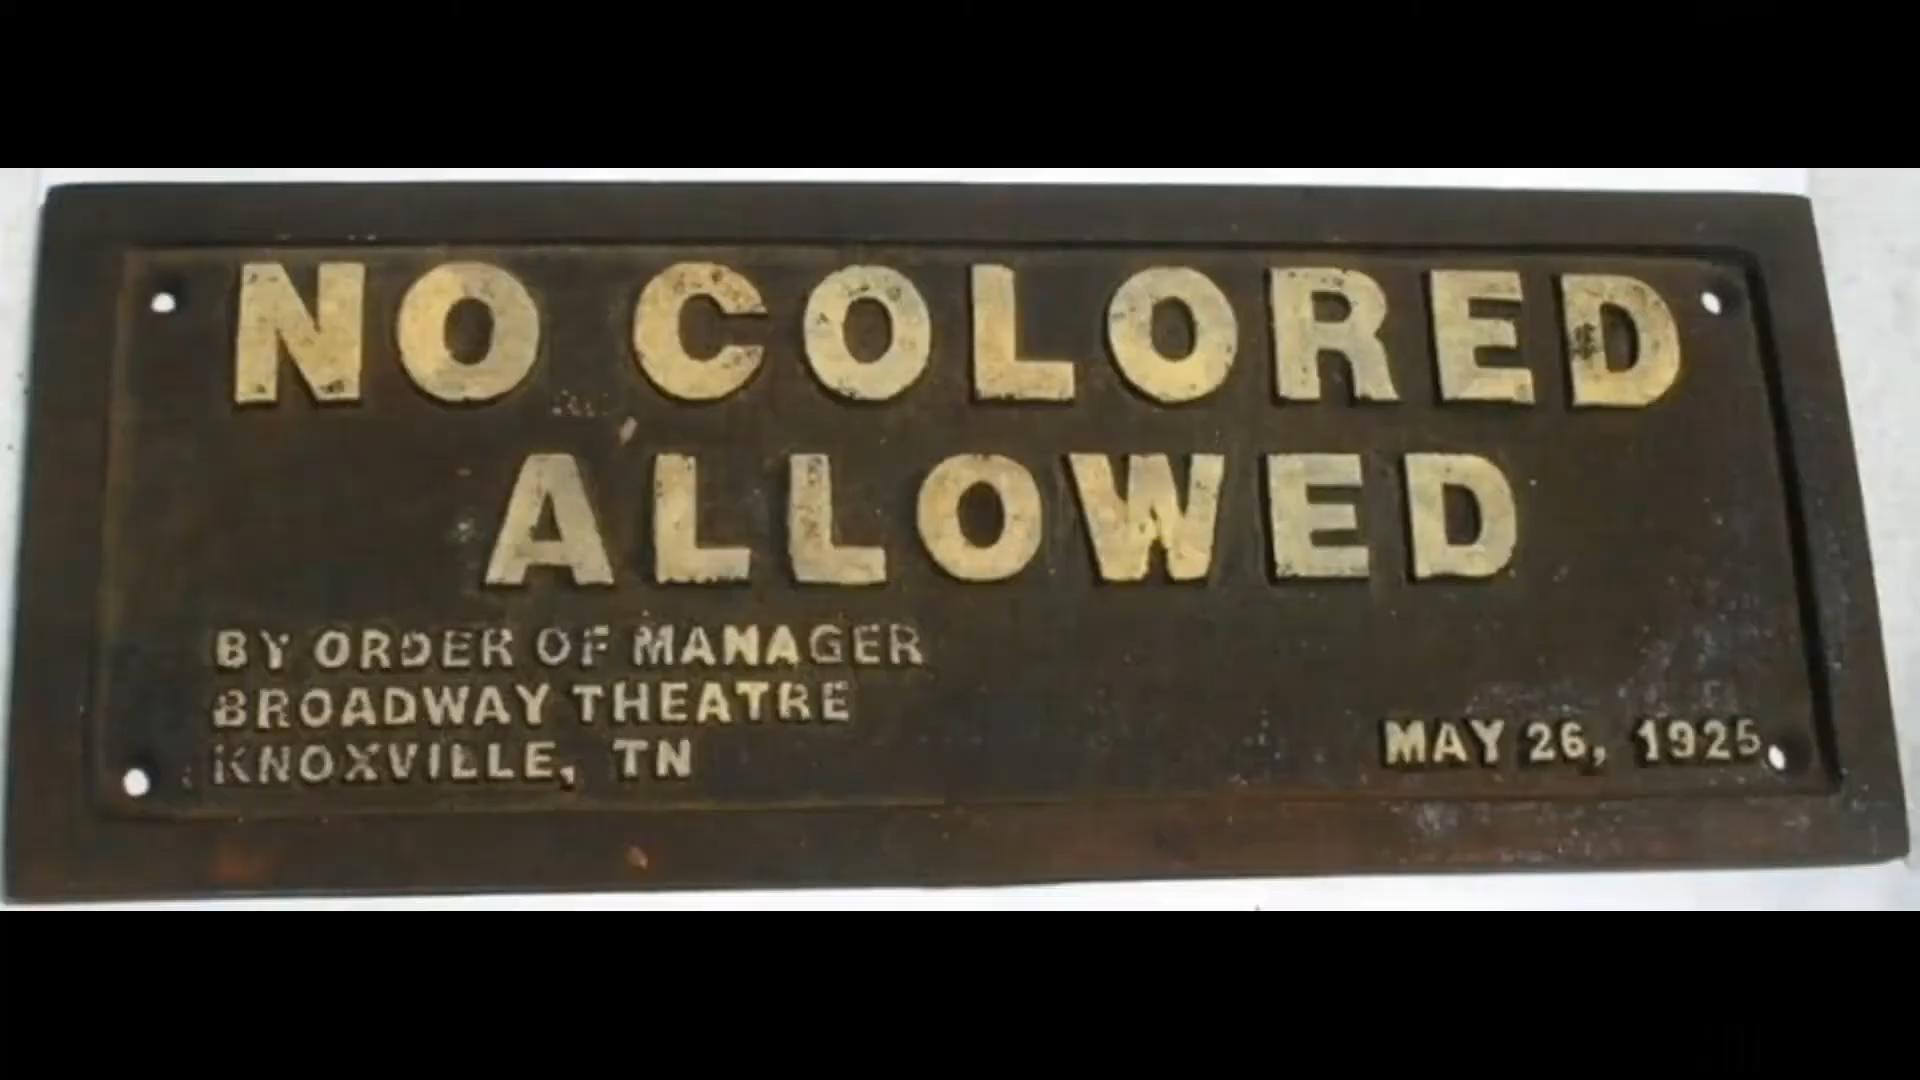 NO COLORED
ALLOWED
BY ORDER OF MANAGER
BROADWAY THEATRE
KNOXVILLE, TN
MAY 26, 1925